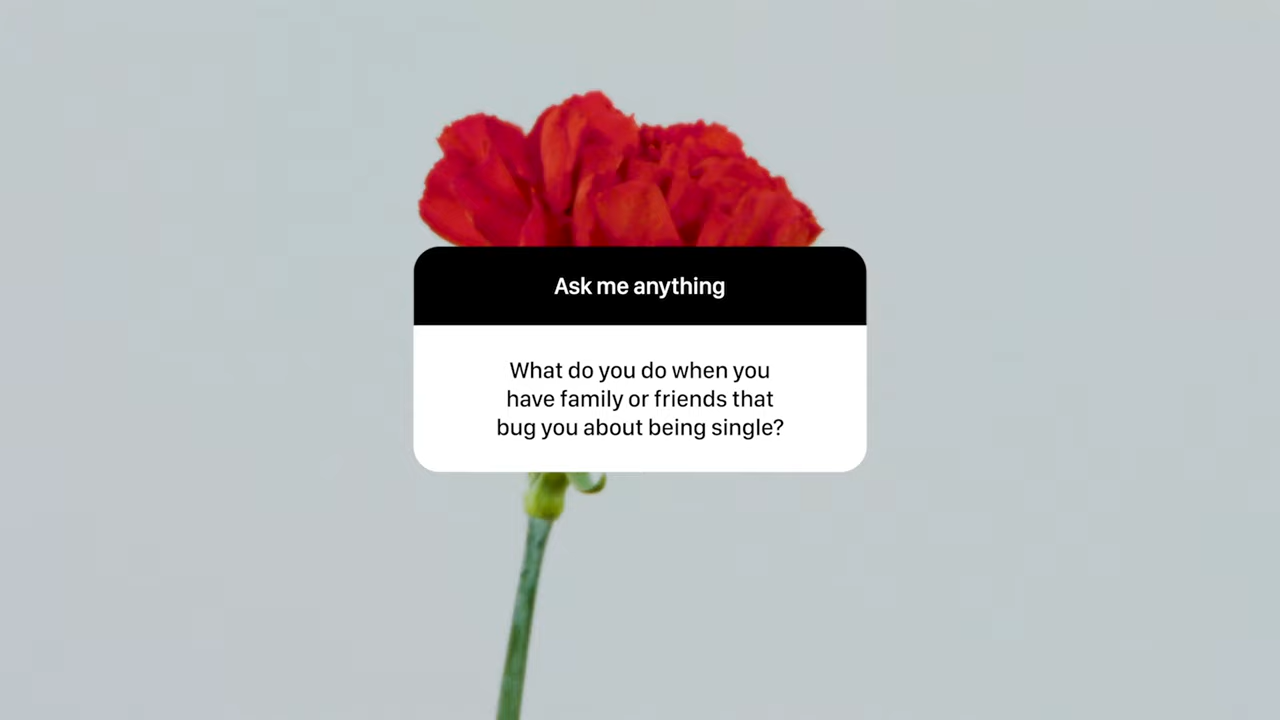 Ask me anything
What do you do when you
have family or friends that
bug you about being single?